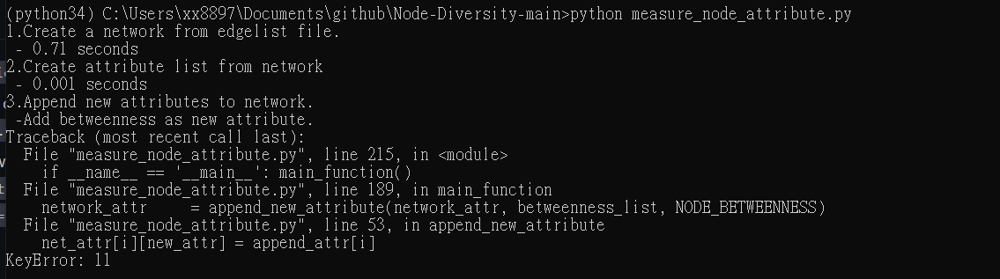 (python34) C:\Users\xx8897\Documents\github\Node-Diversity-main>python measure_node_attribute.py
1.Create a network from edgelist file.
 - 0.71 seconds
2.Create attribute list from network
 - 0.001 seconds
3.Append new attributes to network.
 -Add betweenness as new attribute.
Traceback (most recent call last):
  File "measure_node_attribute.py", line 215, in <module>
    if __name__ == '__main__': main_function()
  File "measure_node_attribute.py", line 189, in main_function
    network_attr    = append_new_attribute(network_attr, betweenness_list, NODE_BETWEENNESS)
  File "measure_node_attribute.py", line 53, in append_new_attribute
    net_attr[i][new_attr] = append_attr[i]
KeyError: 11